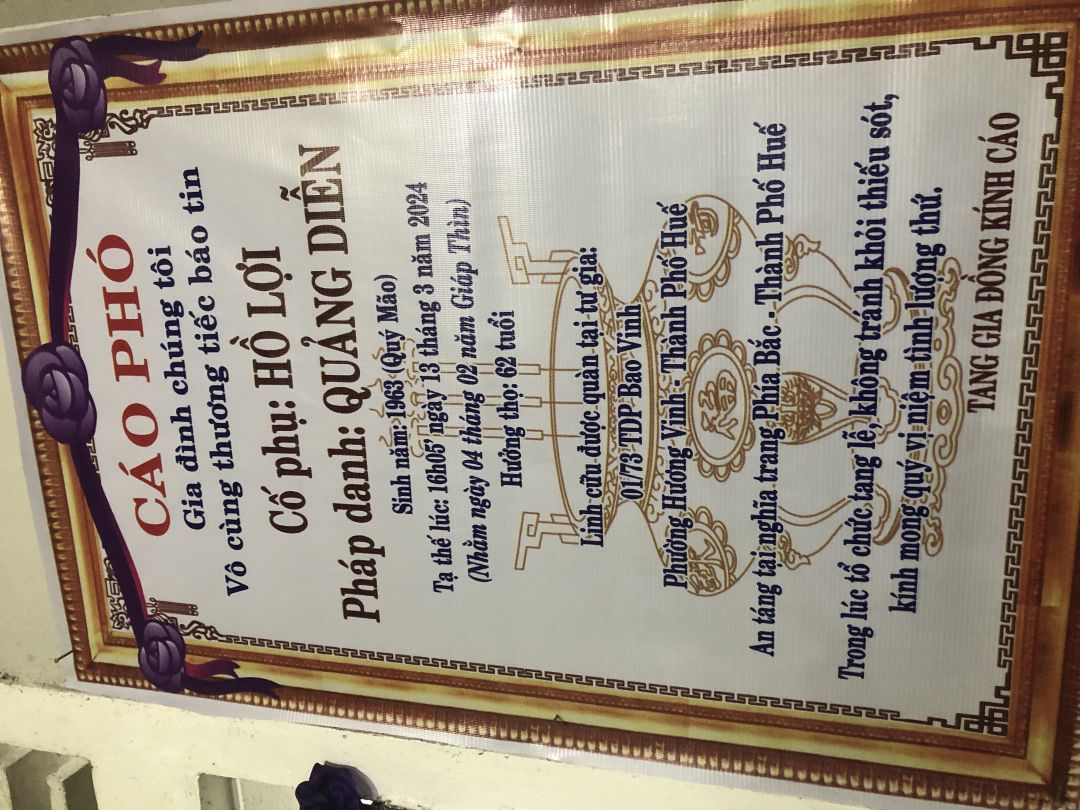 CÁO PHÓ
Gia đình chúng tôi
Vô cùng thương tiếc báo tin
Cố phụ: HỒ LỢI
Pháp danh: QUẢNG DIỄN
Sinh năm: 1963 (Quý Mão)
Tạ thế lúc: 16h05' ngày 13 tháng 3 năm 2024
(Nhằm ngày 04 tháng 02 năm Giáp Thìn)
Hưởng thọ: 62 tuổi
Linh cữu được quàn tại tư gia:
01/73 TDP Bao Vinh
Phường Hương Vinh - Thành Phố Huế
An táng tại nghĩa trang Phía Bắc - Thành Phố Huế
Trong lúc tổ chức tang lễ, không tránh khỏi thiếu sót,
kính mong quý vị niệm tình lượng thứ.
TANG GIA ĐỒNG KÍNH CÁO